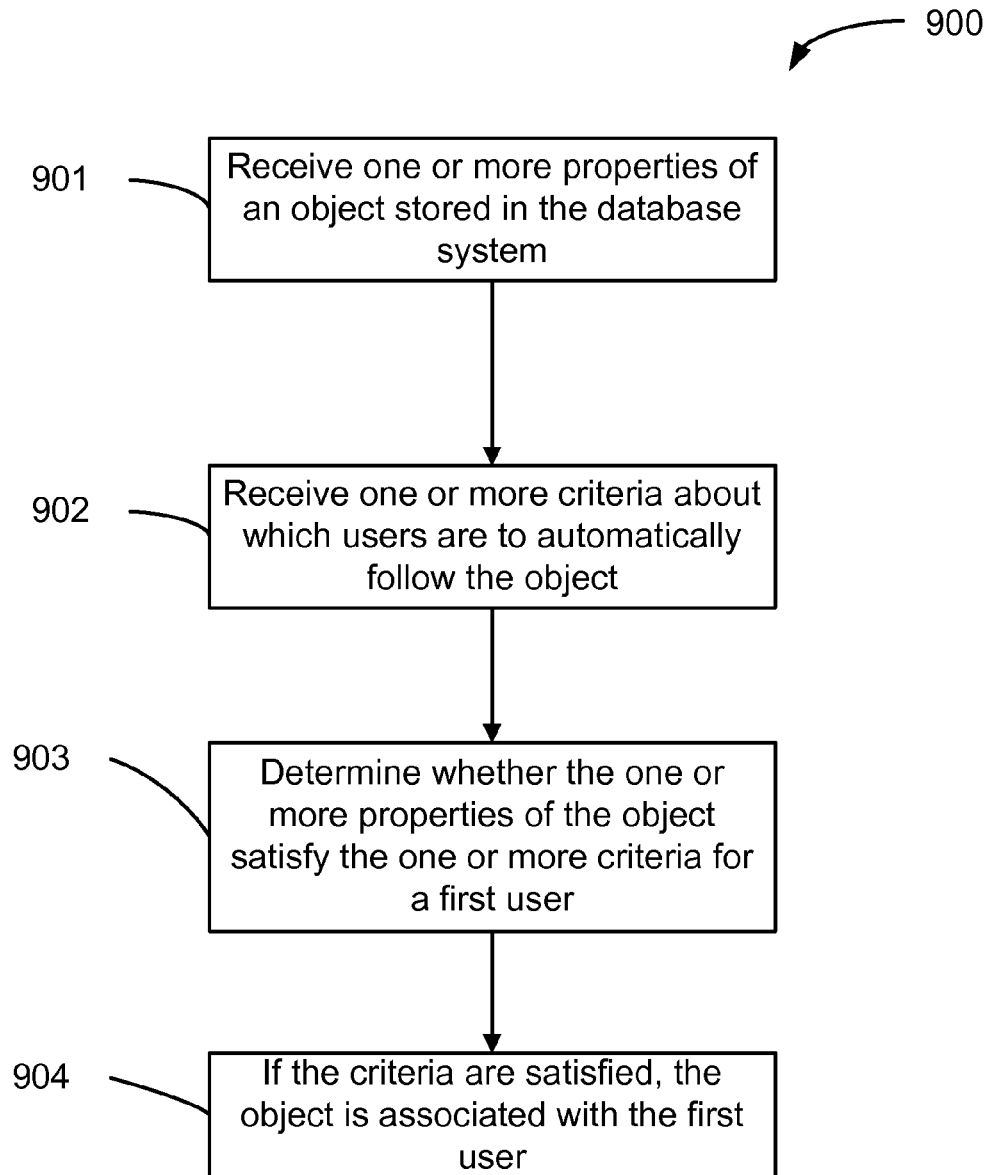 900
901
Receive one or more properties of
an object stored in the database
system
902
Receive one or more criteria about
which users are to automatically
follow the object
903
Determine whether the one or
more properties of the object
satisfy the one or more criteria for
a first user
904
If the criteria are satisfied, the
object is associated with the first
user